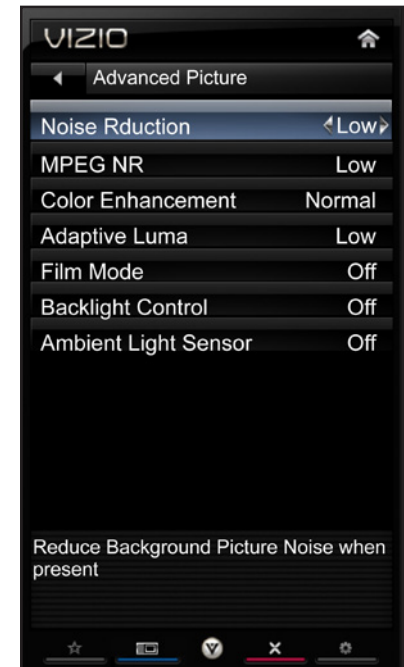 VIZIO
Advanced Picture
Noise Rduction Low
MPEG NR Low
Color Enhancement Normal
Adaptive Luma Low
Film Mode Off
Backlight Control Off
Ambient Light Sensor Off
Reduce Background Picture Noise when
present
V